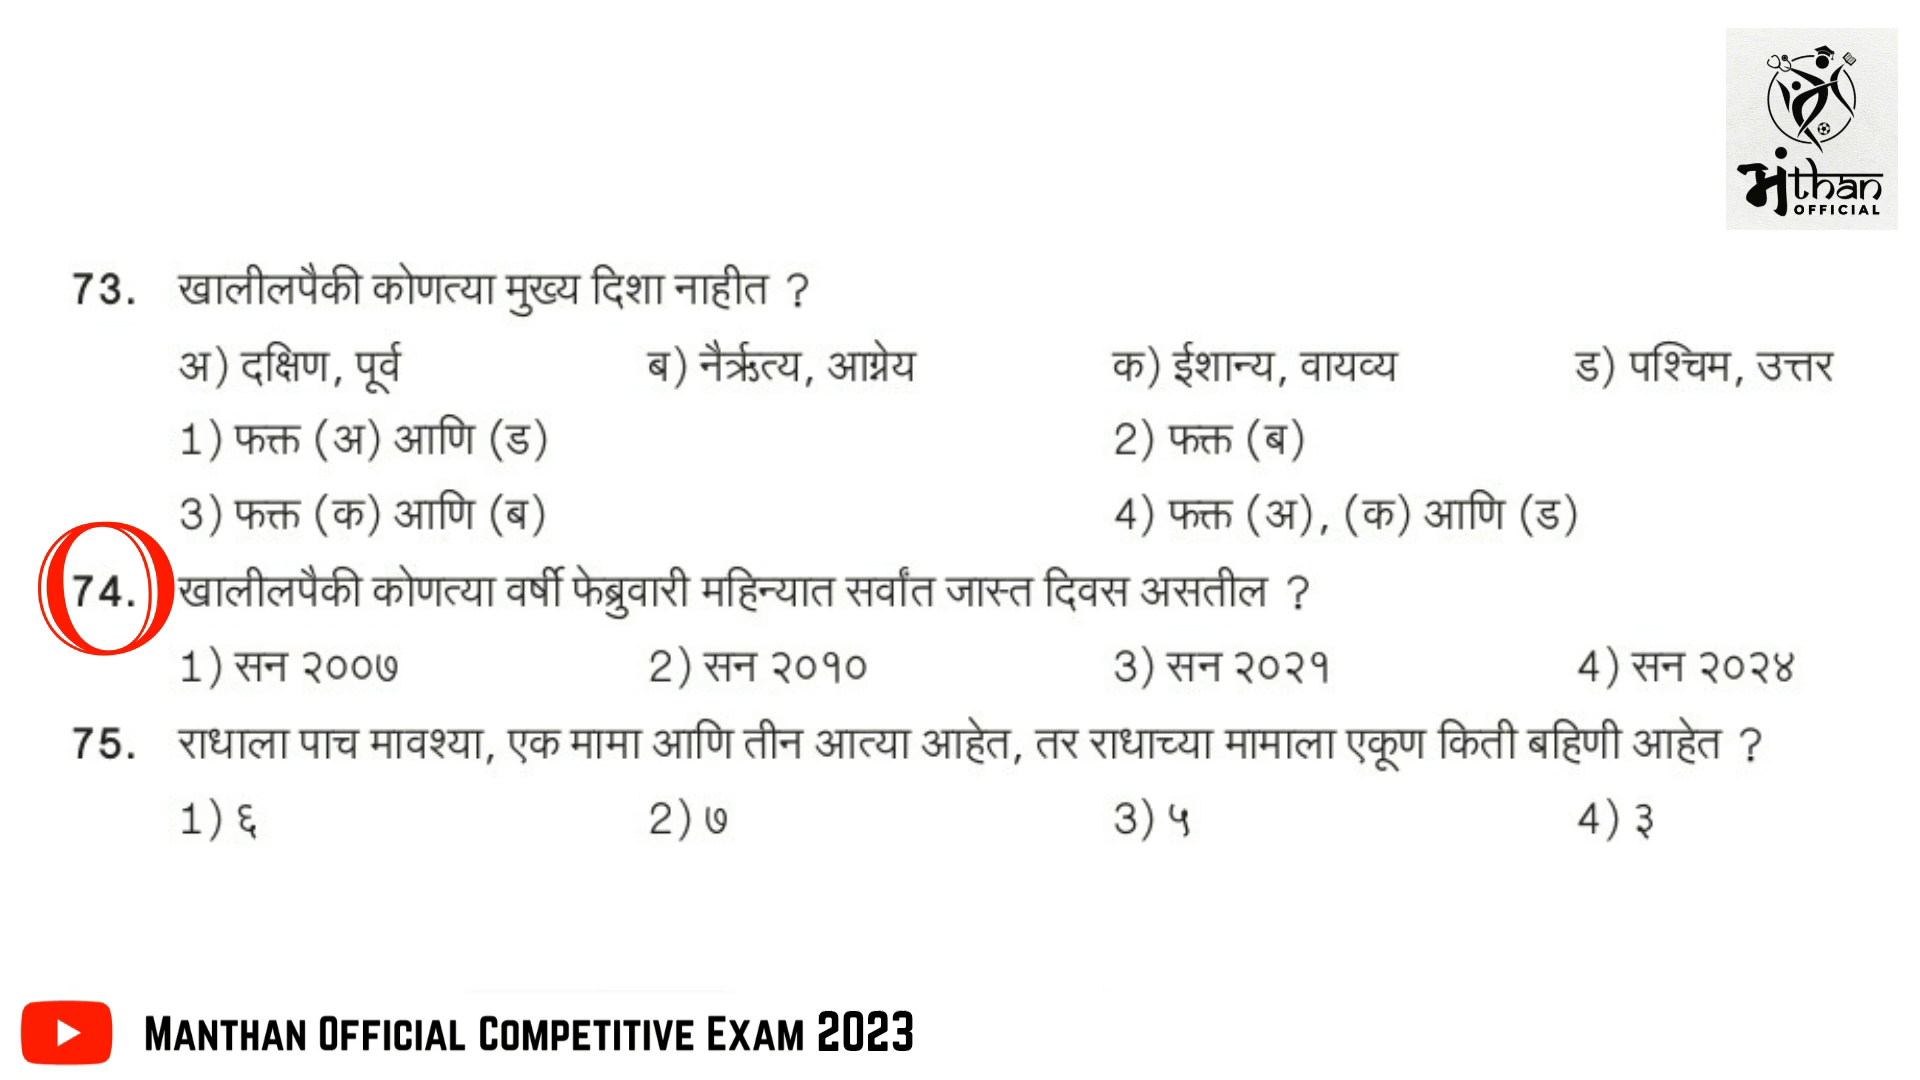 मंthan
OFFICIAL
73. खालीलपैकी कोणत्या मुख्य दिशा नाहीत ?
अ) दक्षिण, पूर्व ब) नैर्ऋत्य, आग्नेय क) ईशान्य, वायव्य ड) पश्चिम, उत्तर
1) फक्त (अ) आणि (ड) 2) फक्त (ब)
3) फक्त (क) आणि (ब) 4) फक्त (अ), (क) आणि (ड)
74. खालीलपैकी कोणत्या वर्षी फेब्रुवारी महिन्यात सर्वांत जास्त दिवस असतील ?
1) सन २००७ 2) सन २०१० 3) सन २०२१ 4) सन २०२४
75. राधाला पाच मावश्या, एक मामा आणि तीन आत्या आहेत, तर राधाच्या मामाला एकूण किती बहिणी आहेत ?
1) ६ 2) ७ 3) ५ 4) ३
MANTHAN OFFICIAL COMPETITIVE EXAM 2023